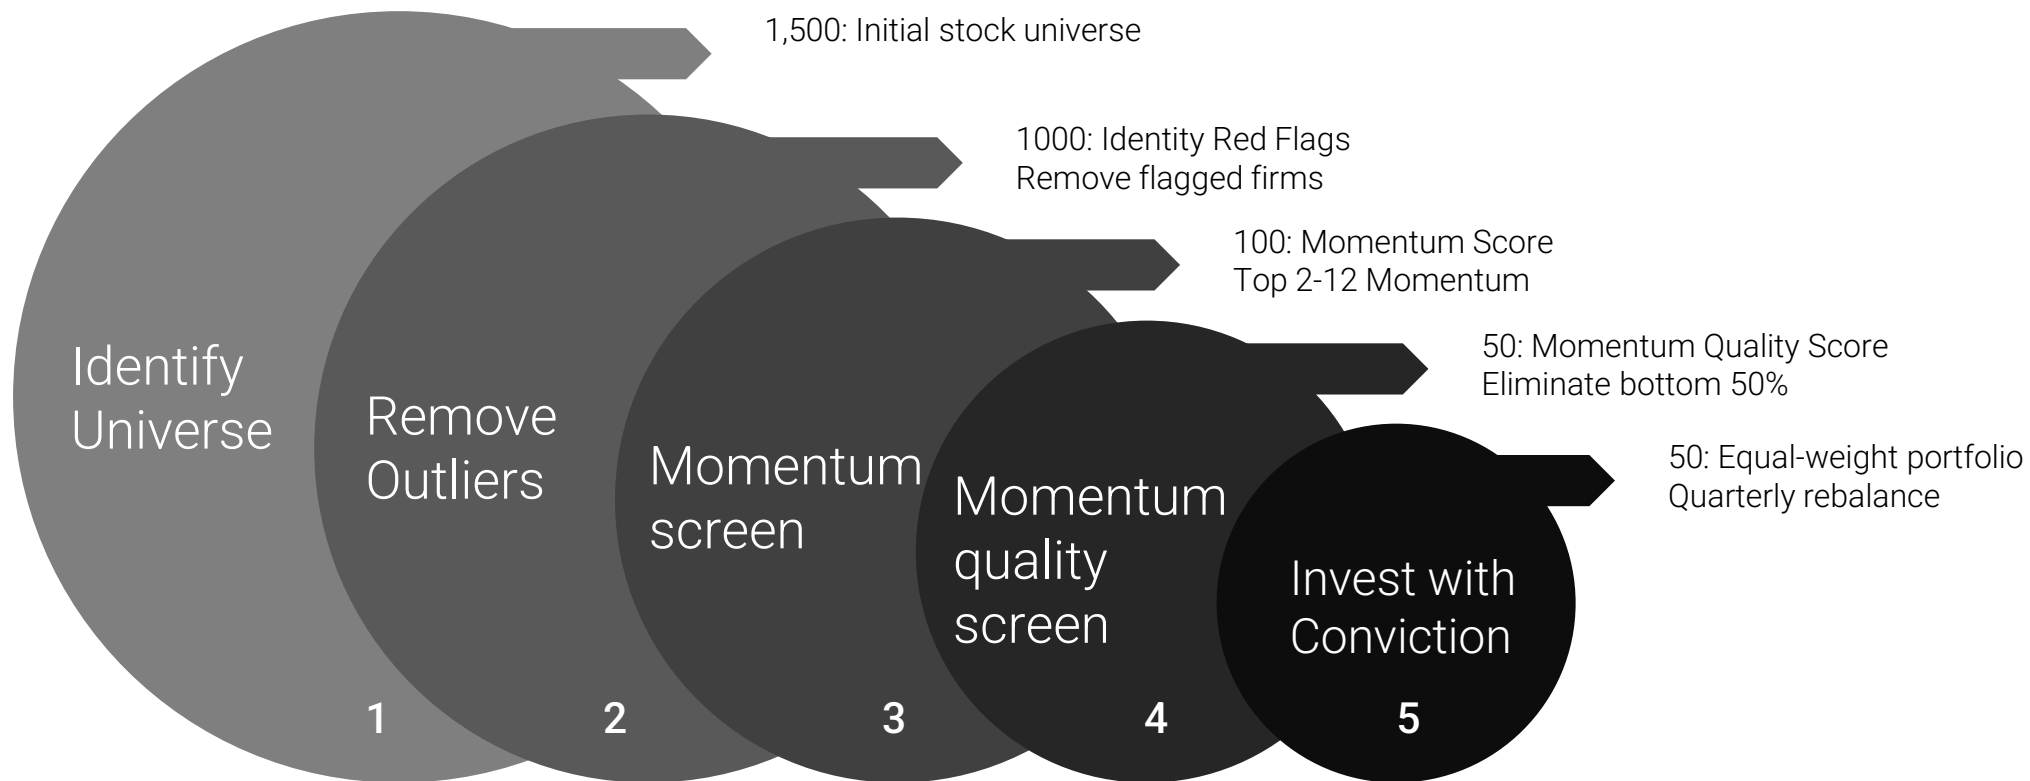 1,500: Initial stock universe
1000: Identity Red Flags
Remove flagged firms
100: Momentum Score
Top 2-12 Momentum
50: Momentum Quality Score
Eliminate bottom 50%
50: Equal-weight portfolio
Quarterly rebalance
Identify
Universe
Remove
Outliers
Momentum
screen
Momentum
quality
screen
Invest with
Conviction
1
2
3
4
5